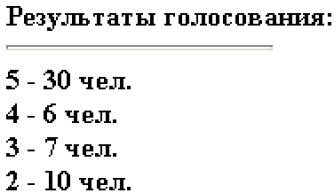 Результаты голосования:
5 - 30 чел.
4 - 6 чел.
3 - 7 чел.
2 - 10 чел.